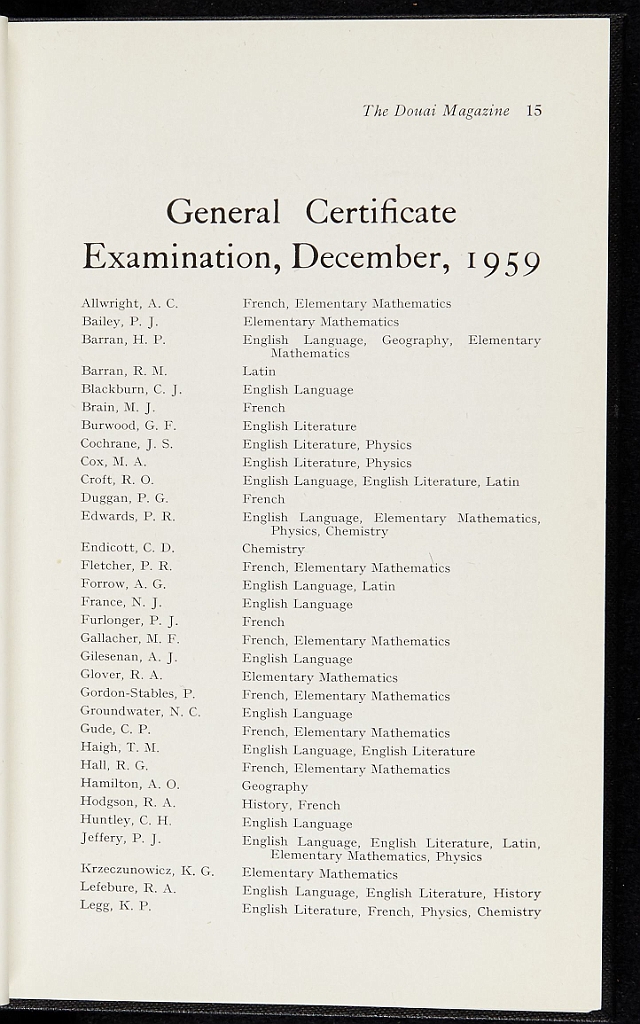 The Douai Magazine 15
General Certificate
Examination, December, 1959
Allwright, A. C. French, Elementary Mathematics
Bailey, P. J. Elementary Mathematics
Barran, H. P. English Language, Geography, Elementary
Mathematics
Barran, R. M. Latin
Blackburn, C. J. English Language
Brain, M. J. French
Burwood, G. F. English Literature
Cochrane, J. S. English Literature, Physics
Cox, M. A. English Literature, Physics
Croft, R. O. English Language, English Literature, Latin
Duggan, P. G. French
Edwards, P. R. English Language, Elementary Mathematics,
Physics, Chemistry
Endicott, C. D. Chemistry
Fletcher, P. R. French, Elementary Mathematics
Forrow, A. G. English Language, Latin
France, N. J. English Language
Furlonger, P. J. French
Gallacher, M. F. French, Elementary Mathematics
Gilesenan, A. J. English Language
Glover, R. A. Elementary Mathematics
Gordon-Stables, P. French, Elementary Mathematics
Groundwater, N. C. English Language
Gude, C. P. French, Elementary Mathematics
Haigh, T. M. English Language, English Literature
Hall, R. G. French, Elementary Mathematics
Hamilton, A. O. Geography
Hodgson, R. A. History, French
Huntley, C. H. English Language
Jeffery, P. J. English Language, English Literature, Latin,
Elementary Mathematics, Physics
Krzeczunowicz, K. G. Elementary Mathematics
Lefebure, R. A. English Language, English Literature, History
Legg, K. P. English Literature, French, Physics, Chemistry